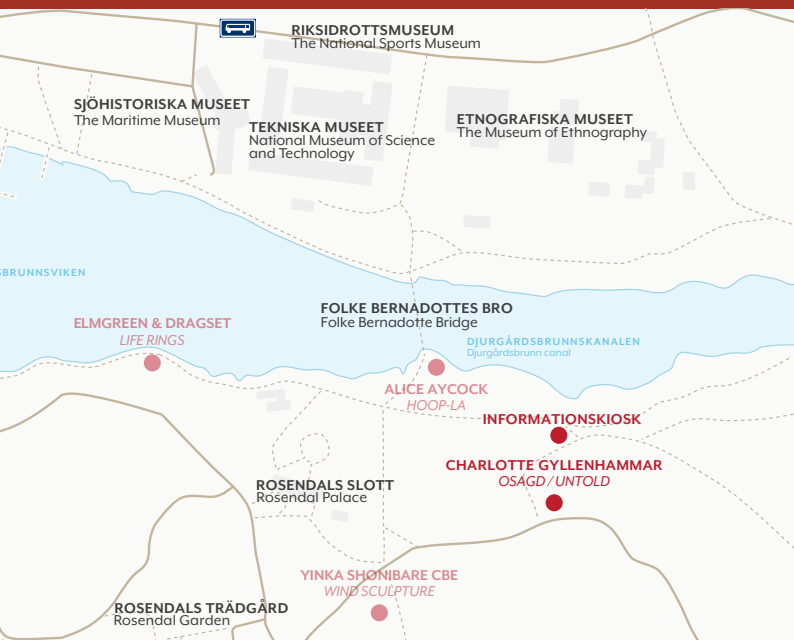 RIKSIDROTTSMUSEUM
The National Sports Museum
SJÖHISTORISKA MUSEET
The Maritime Museum
TEKNISKA MUSEET
National Museum of Science
and Technology
ETNOGRAFISKA MUSEET
The Museum of Ethnography
SBRUNNSVIKEN
FOLKE BERNADOTTES BRO
Folke Bernadotte Bridge
ELMGREEN & DRAGSET
LIFE RINGS
DJURGÅRDSBRUNNSKANALEN
Djurgårdsbrunn canal
ALICE AYCOCK
HOOP-LA
INFORMATIONSKIOSK
CHARLOTTE GYLLENHAMMAR
OSAGD / UNTOLD
ROSENDALS SLOTT
Rosendal Palace
YINKA SHONIBARE CBE
WIND SCULPTURE
ROSENDALS TRÄDGÅRD
Rosendal Garden